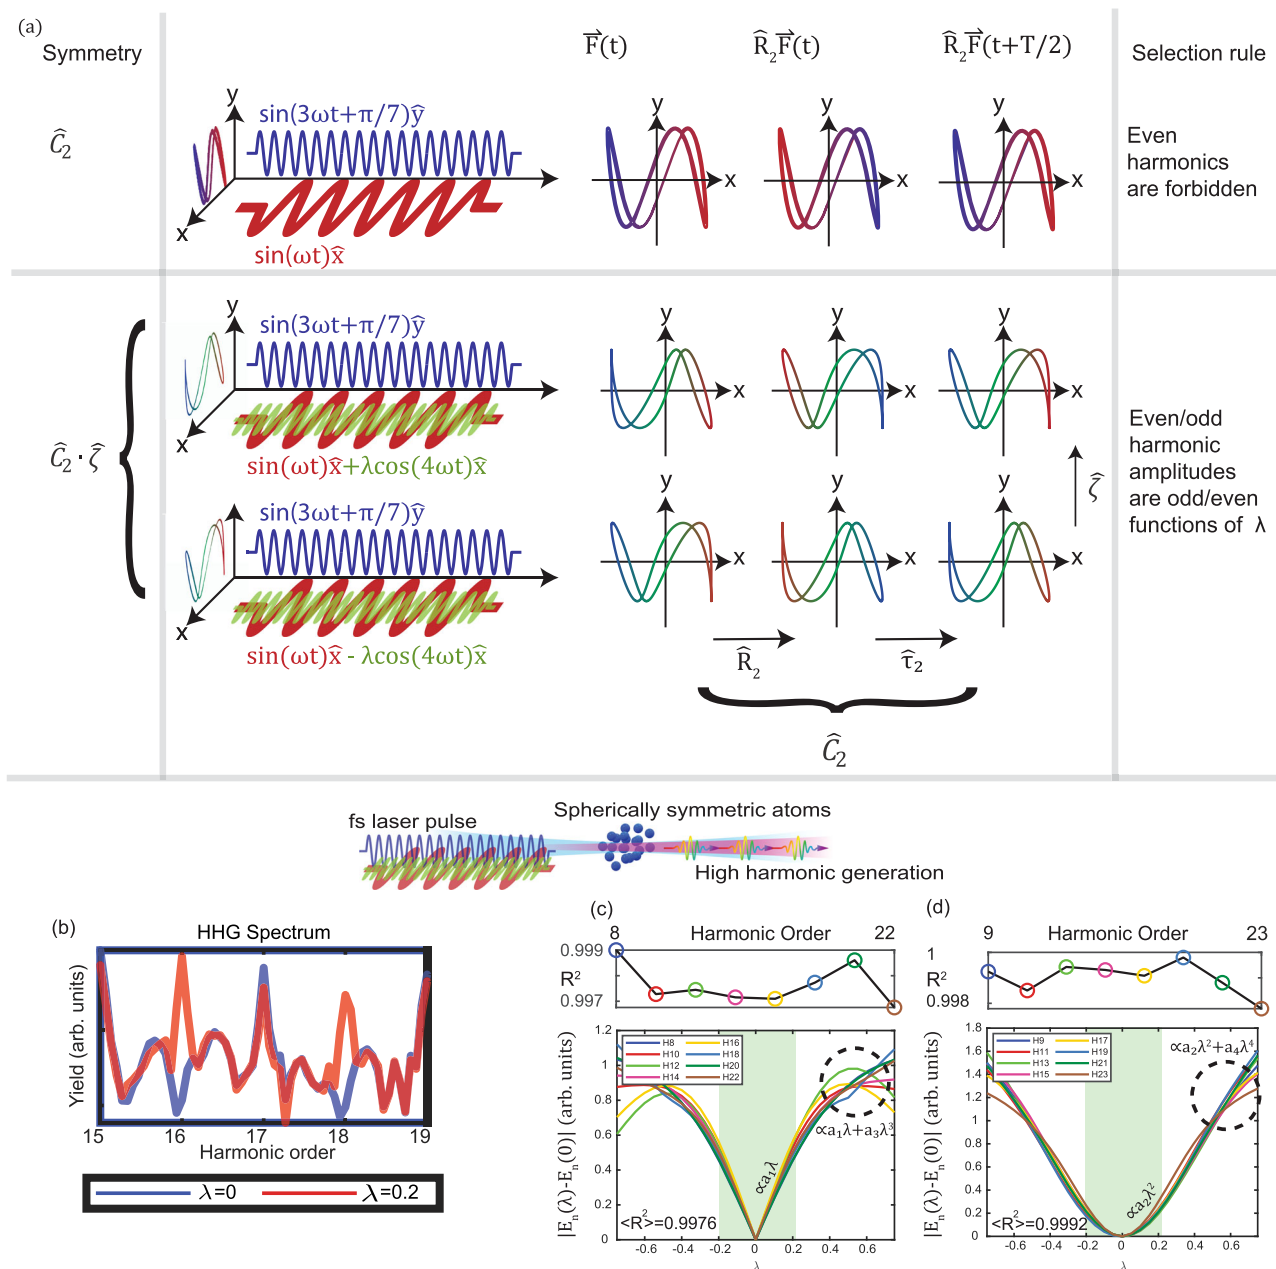 (a)
Symmetry
F⃗(t)
R̂₂F⃗(t)
R̂₂F⃗(t+T/2)
Selection rule
Ĉ₂
y
x
sin(3ωt+π/7)ŷ
sin(ωt)x̂
y
x
y
x
y
x
Even
harmonics
are forbidden
Ĉ₂·ζ̂
y
x
sin(3ωt+π/7)ŷ
sin(ωt)x̂+λcos(4ωt)x̂
y
x
y
x
y
x
ζ̂
Even/odd
harmonic
amplitudes
are odd/even
functions of λ
y
x
sin(3ωt+π/7)ŷ
sin(ωt)x̂ - λcos(4ωt)x̂
y
x
y
x
y
x
R̂₂
τ̂₂
Ĉ₂
fs laser pulse
Spherically symmetric atoms
High harmonic generation
(b)
HHG Spectrum
Yield (arb. units)
15 16 17 18 19
Harmonic order
λ=0 λ=0.2
(c)
8 Harmonic Order 22
0.999
R²
0.997
|Eₙ(λ)-Eₙ(0)| (arb. units)
1.2
1
0.8
0.6
0.4
0.2
0
H8 H16
H10 H18
H12 H20
H14 H22
∝a₁λ+a₃λ³
∝a₁λ
<R²>=0.9976
-0.6 -0.4 -0.2 0 0.2 0.4 0.6
λ
(d)
9 Harmonic Order 23
1
R²
0.998
|Eₙ(λ)-Eₙ(0)| (arb. units)
1.8
1.6
1.4
1.2
1
0.8
0.6
0.4
0.2
0
H9 H17
H11 H19
H13 H21
H15 H23
∝a₂λ²+a₄λ⁴
∝a₂λ²
<R²>=0.9992
-0.6 -0.4 -0.2 0 0.2 0.4 0.6
λ